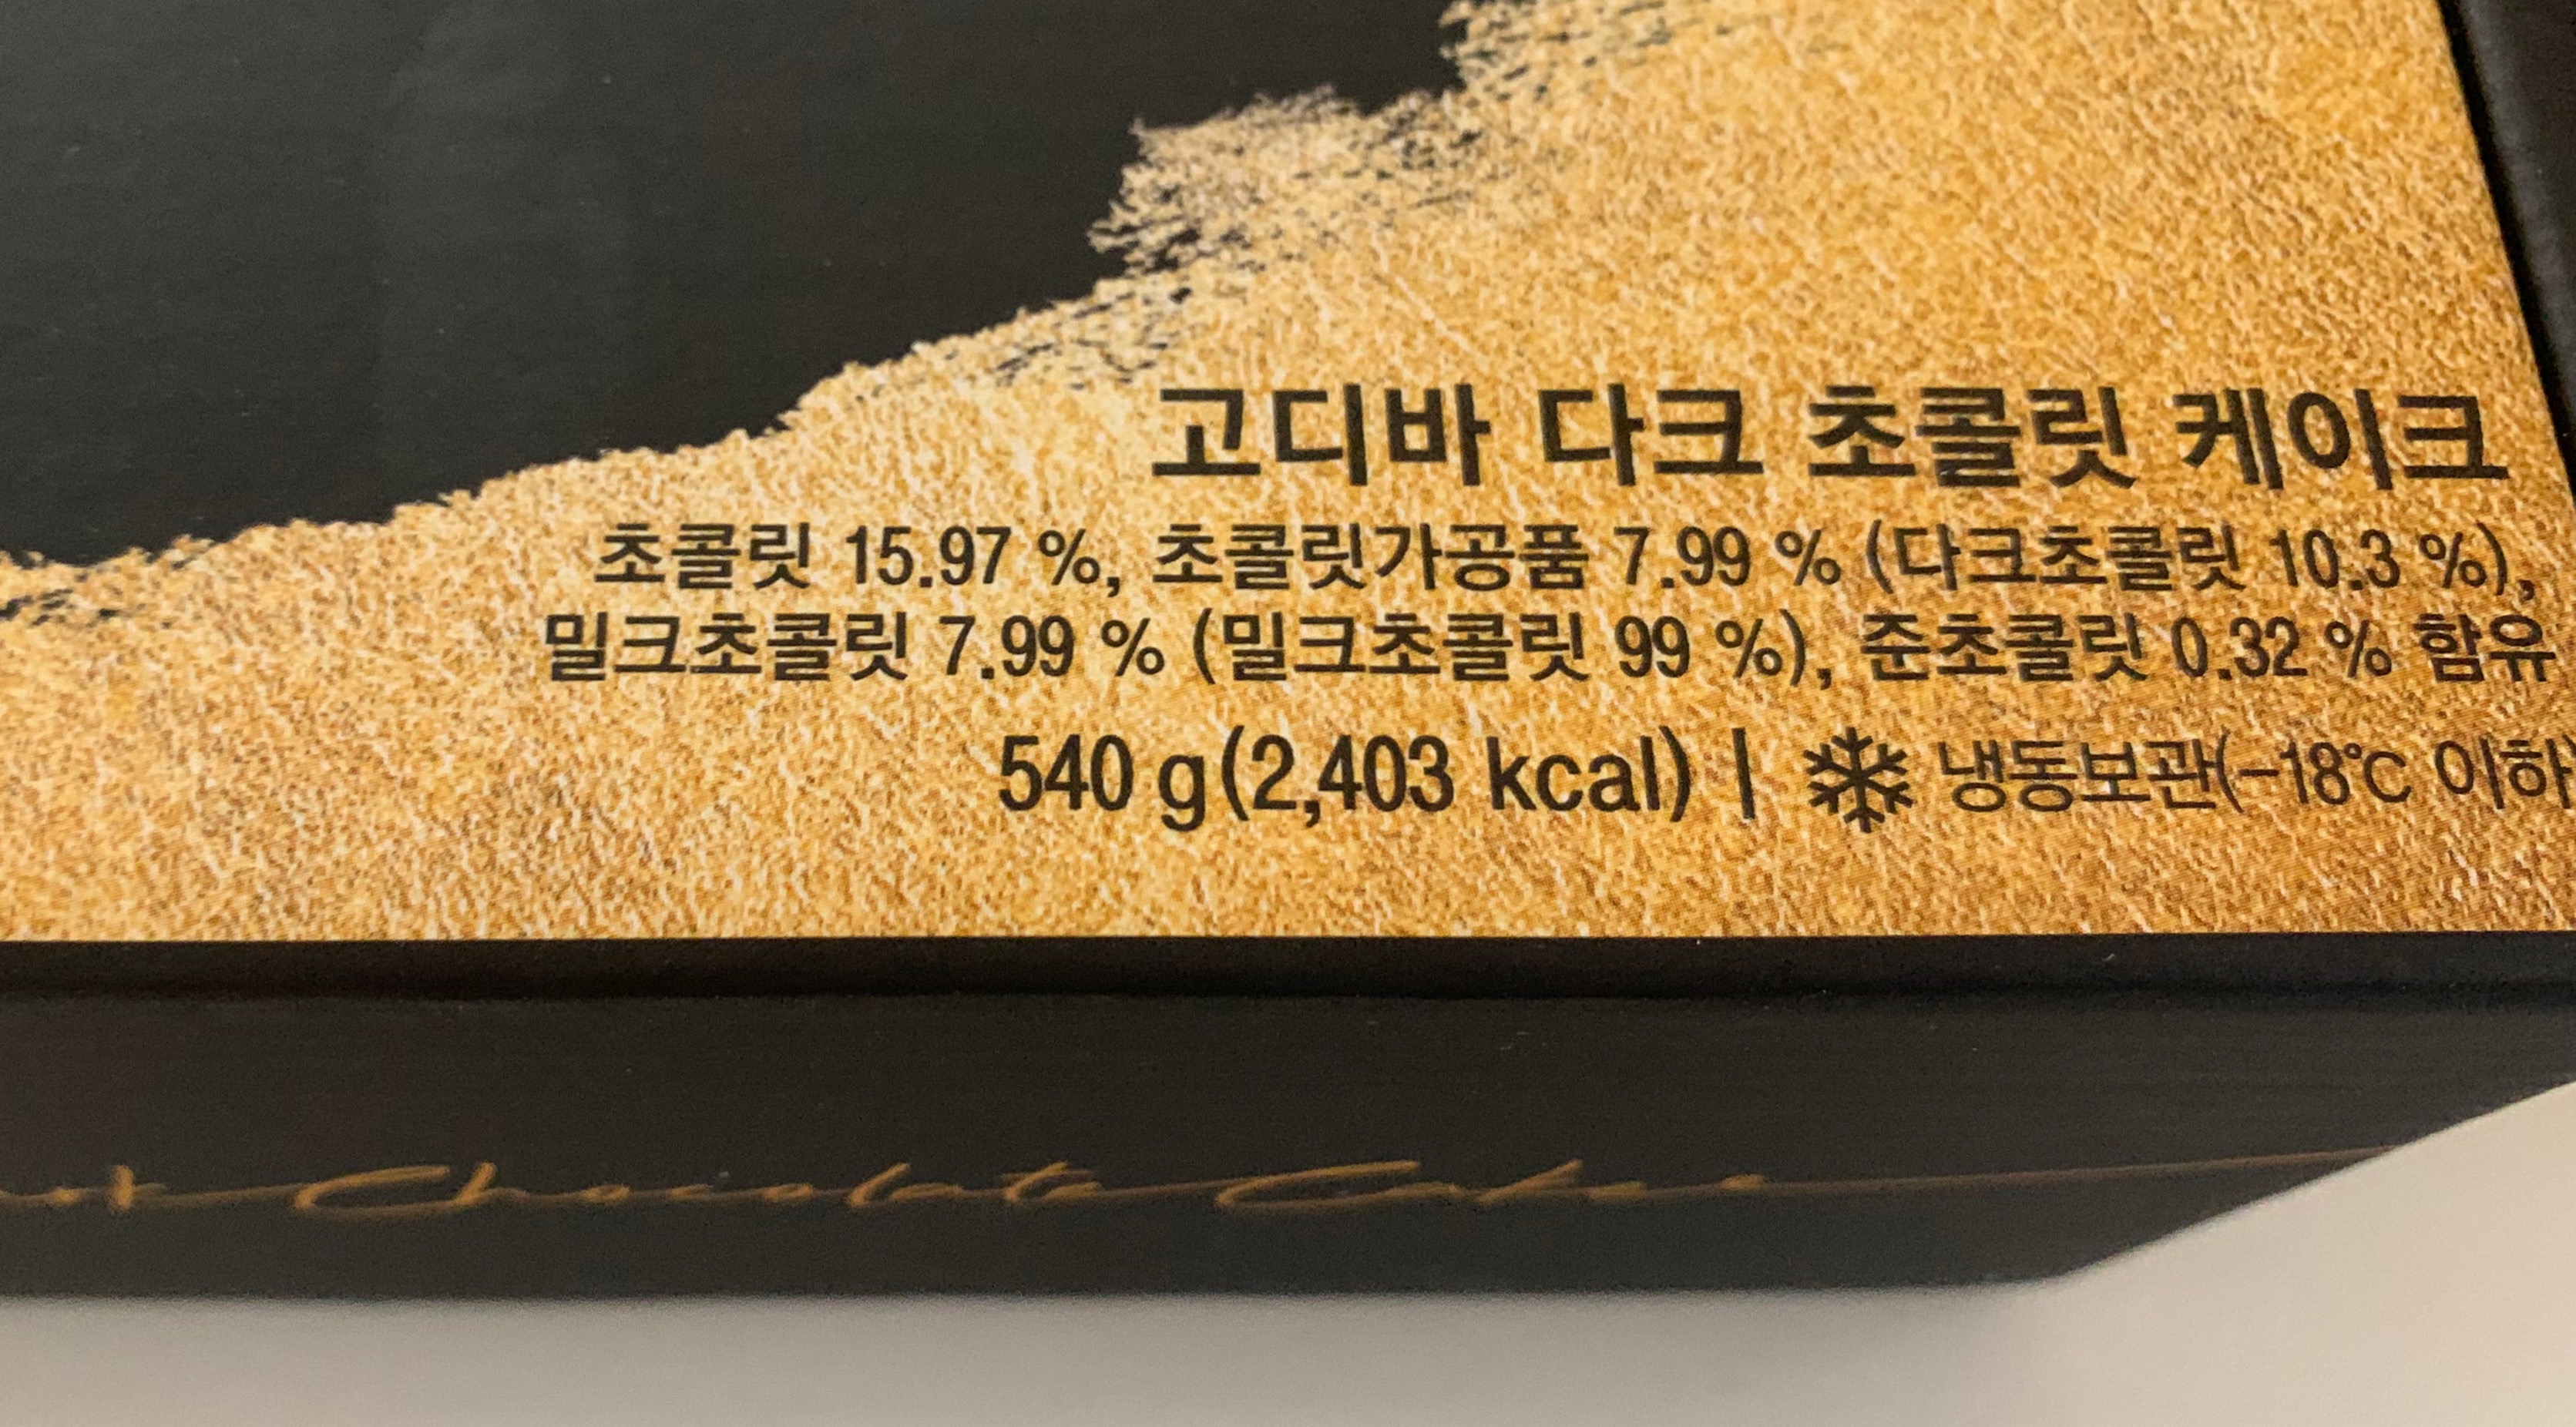 고디바 다크 초콜릿 케이크
초콜릿 15.97 %, 초콜릿가공품 7.99 % (다크초콜릿 10.3 %),
밀크초콜릿 7.99 % (밀크초콜릿 99 %), 준초콜릿 0.32 % 함유
540 g(2,403 kcal) | 냉동보관(-18℃ 이하
Chocolate Cake